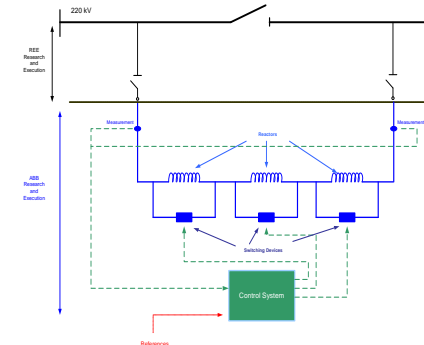 220 kV
REE
Research
and
Execution
Measurement
Measurement
Reactors
ABB
Research
and
Execution
Switching Devices
Control System
References